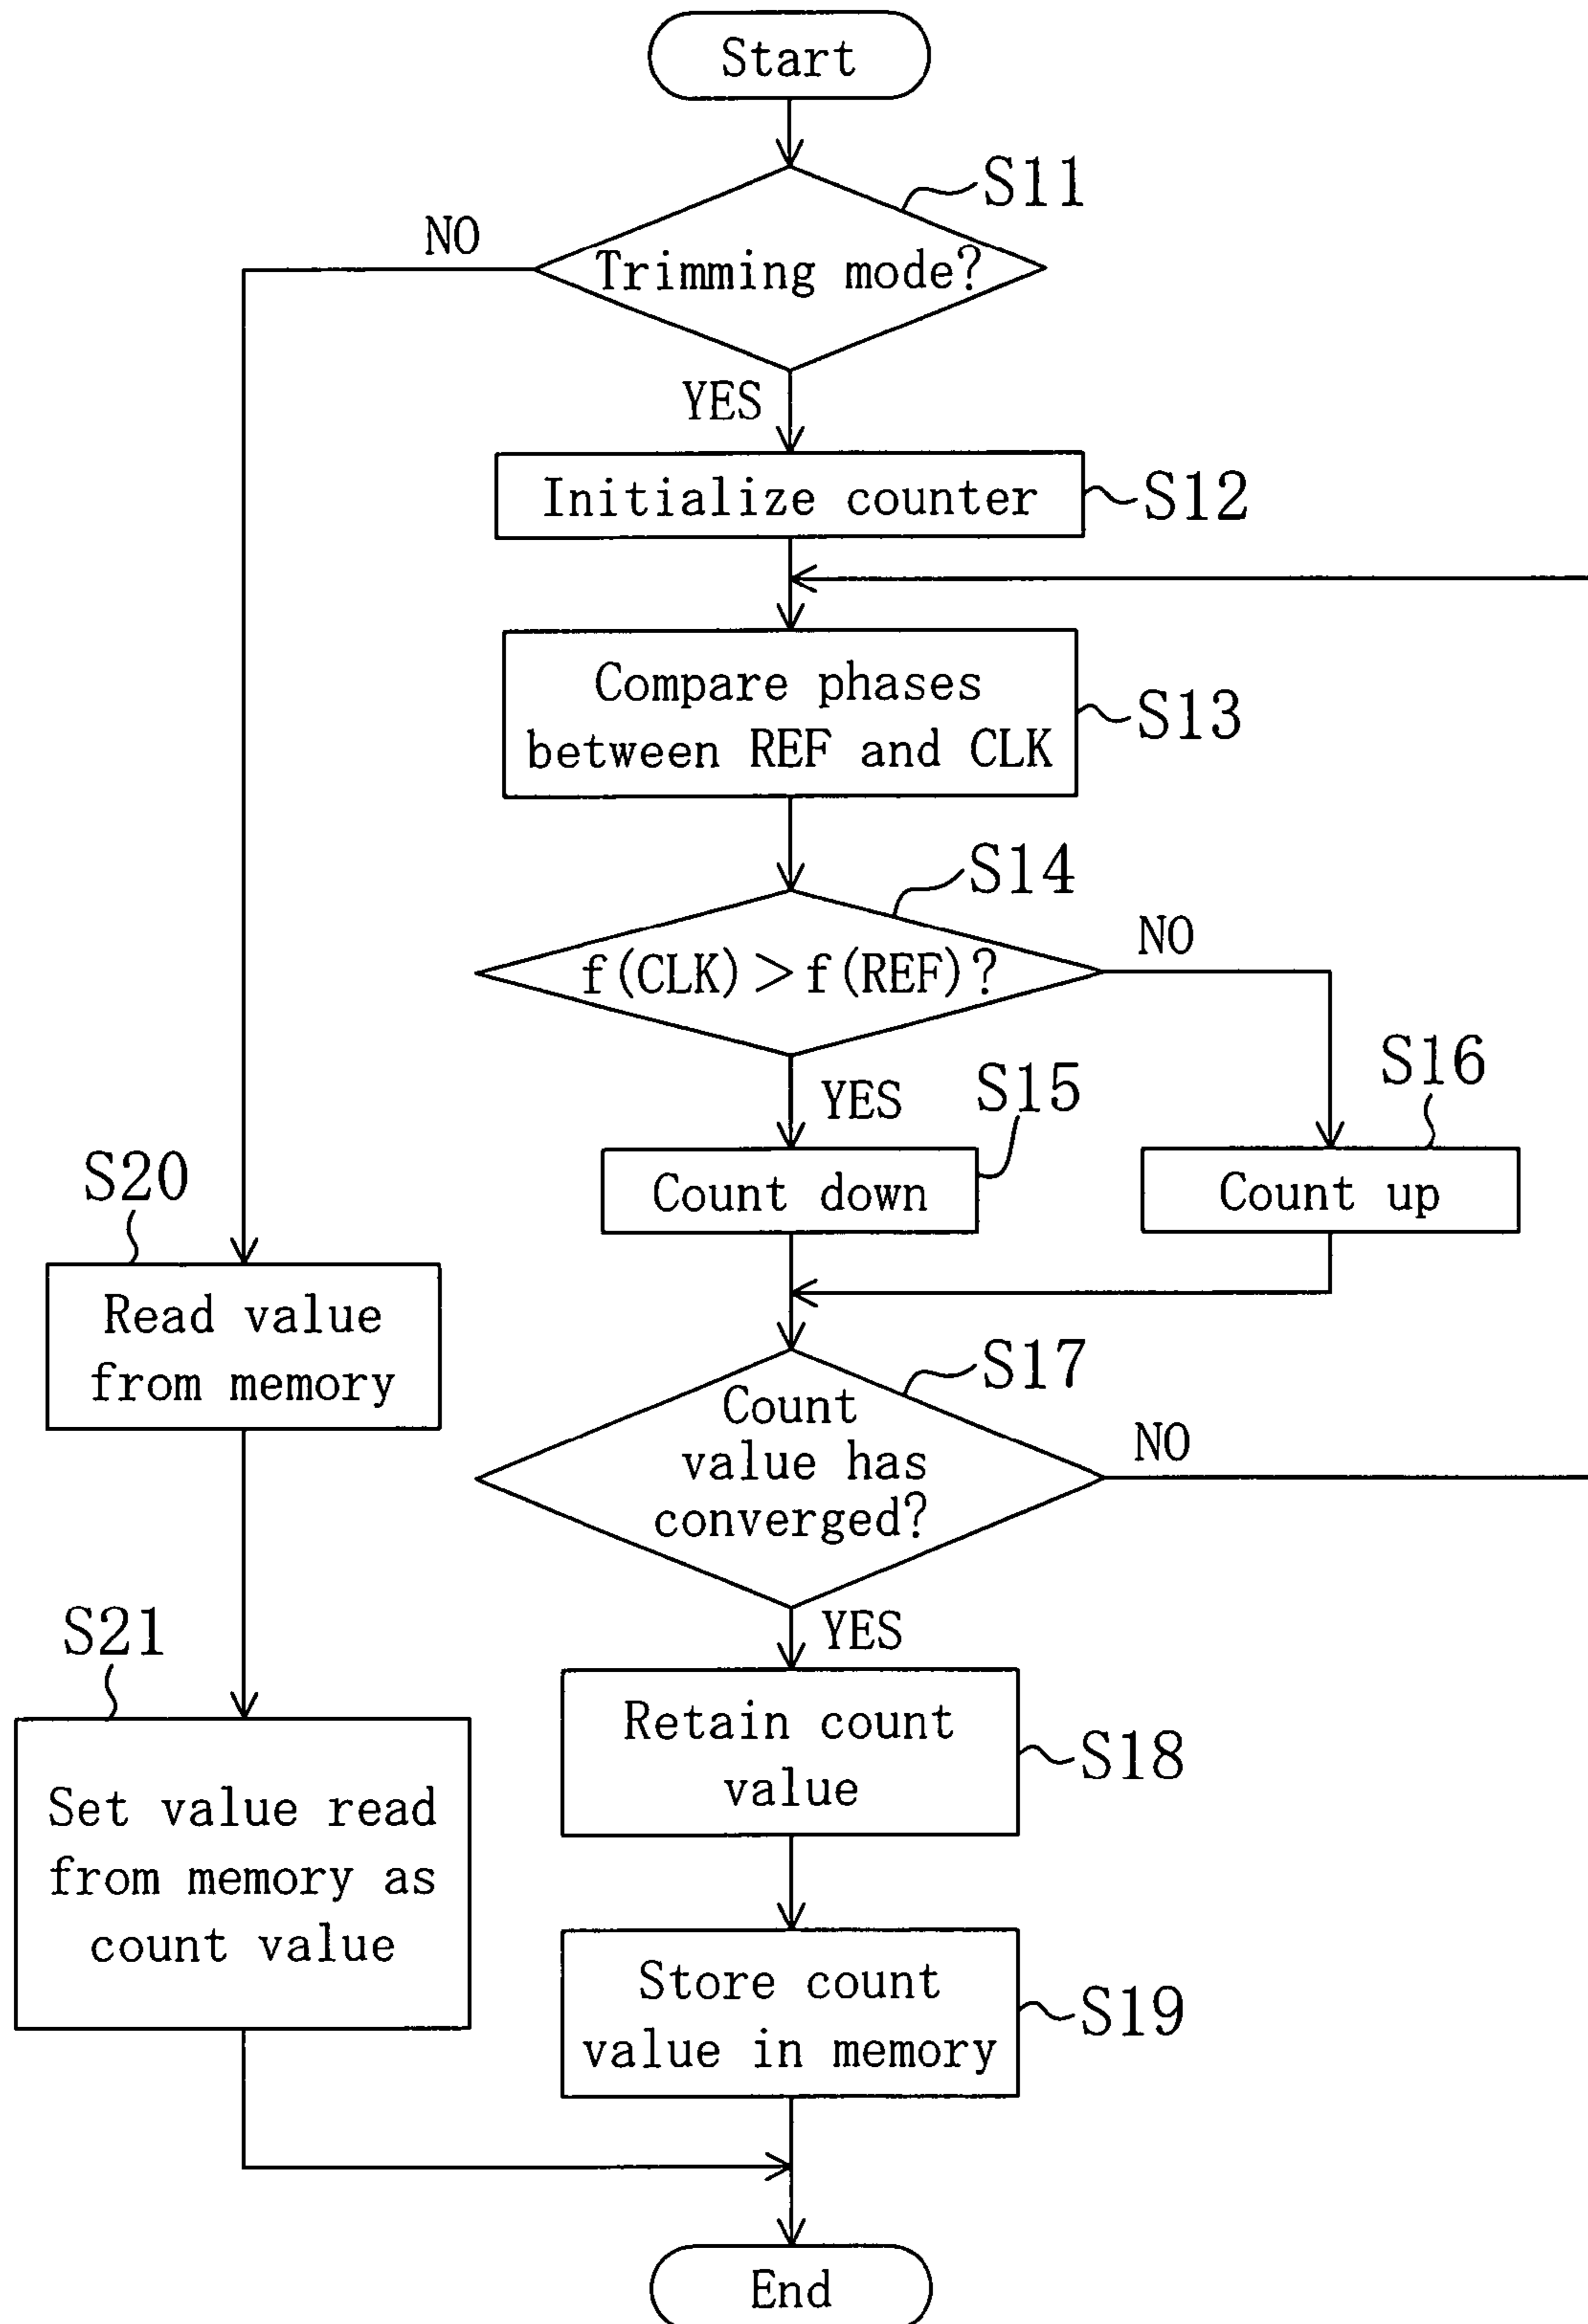 Start
S11
NO
Trimming mode?
YES
Initialize counter
S12
Compare phases
between REF and CLK
S13
S14
f(CLK)>f(REF)?
NO
YES
S15
S16
Count down
Count up
S20
Read value
from memory
S17
Count
value has
converged?
NO
YES
S21
Set value read
from memory as
count value
Retain count
value
S18
Store count
value in memory
S19
End